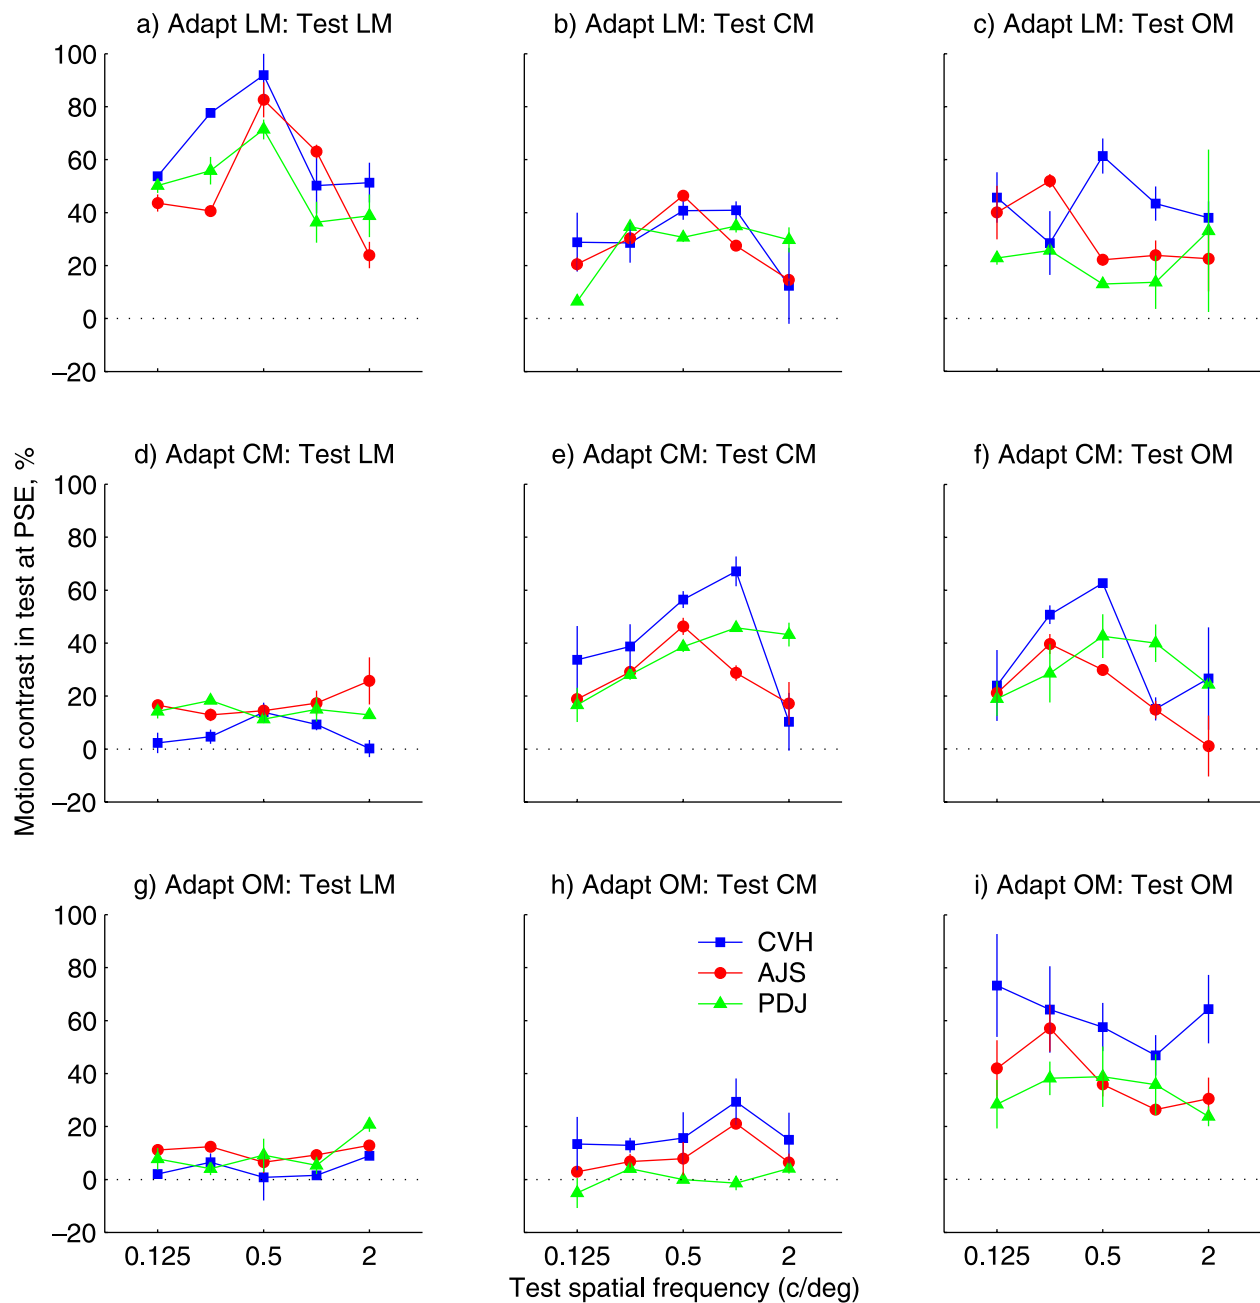 a) Adapt LM: Test LM
b) Adapt LM: Test CM
c) Adapt LM: Test OM
100
80
60
40
20
0
−20
d) Adapt CM: Test LM
e) Adapt CM: Test CM
f) Adapt CM: Test OM
100
80
60
40
20
0
−20
Motion contrast in test at PSE, %
g) Adapt OM: Test LM
h) Adapt OM: Test CM
i) Adapt OM: Test OM
100
80
60
40
20
0
−20
CVH
AJS
PDJ
0.125 0.5 2
0.125 0.5 2
0.125 0.5 2
Test spatial frequency (c/deg)